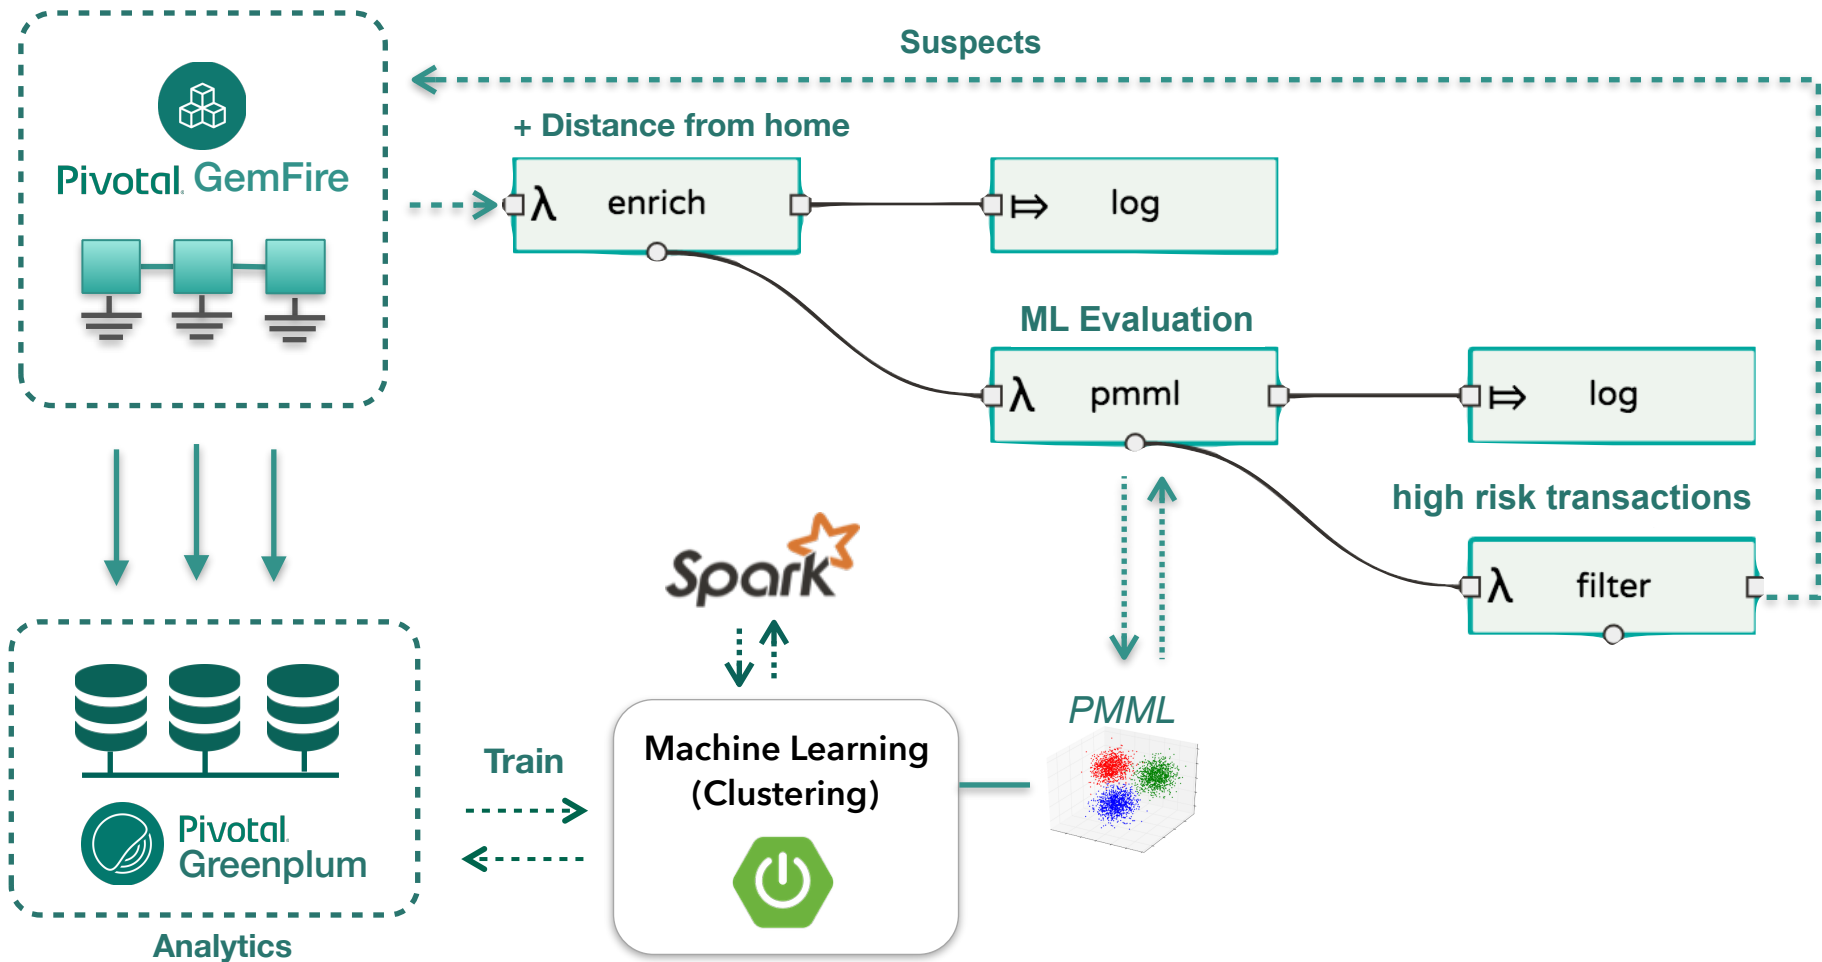 Suspects
Pivotal GemFire
+ Distance from home
λ enrich
⤇ log
ML Evaluation
λ pmml
⤇ log
high risk transactions
λ filter
Spark
PMML
Train
Machine Learning
(Clustering)
Pivotal
Greenplum
Analytics